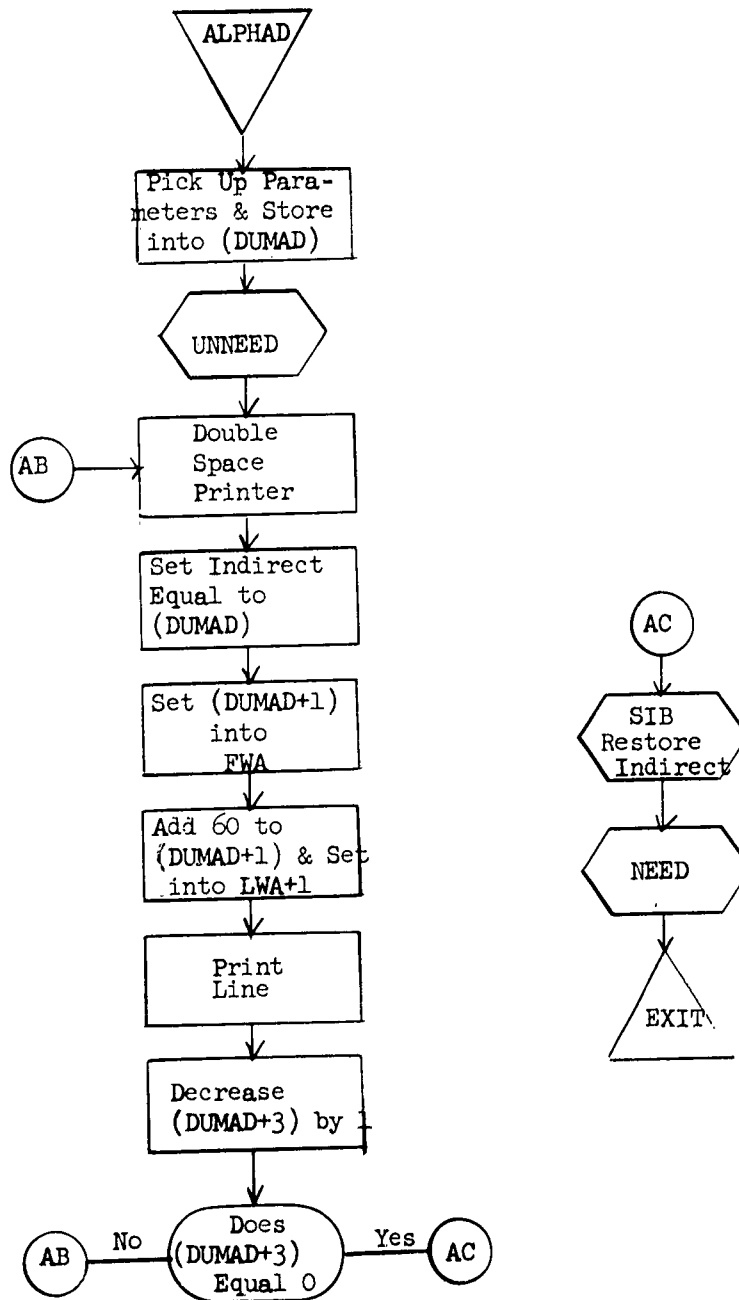 ALPHAD
Pick Up Para-
meters & Store
into (DUMAD)
UNNEED
AB
Double
Space
Printer
Set Indirect
Equal to
(DUMAD)
Set (DUMAD+1)
into
FWA
Add 60 to
(DUMAD+1) & Set
into LWA+1
Print
Line
Decrease
(DUMAD+3) by 1
Does
(DUMAD+3)
Equal 0
No
AB
Yes
AC
AC
SIB
Restore
Indirect
NEED
EXIT